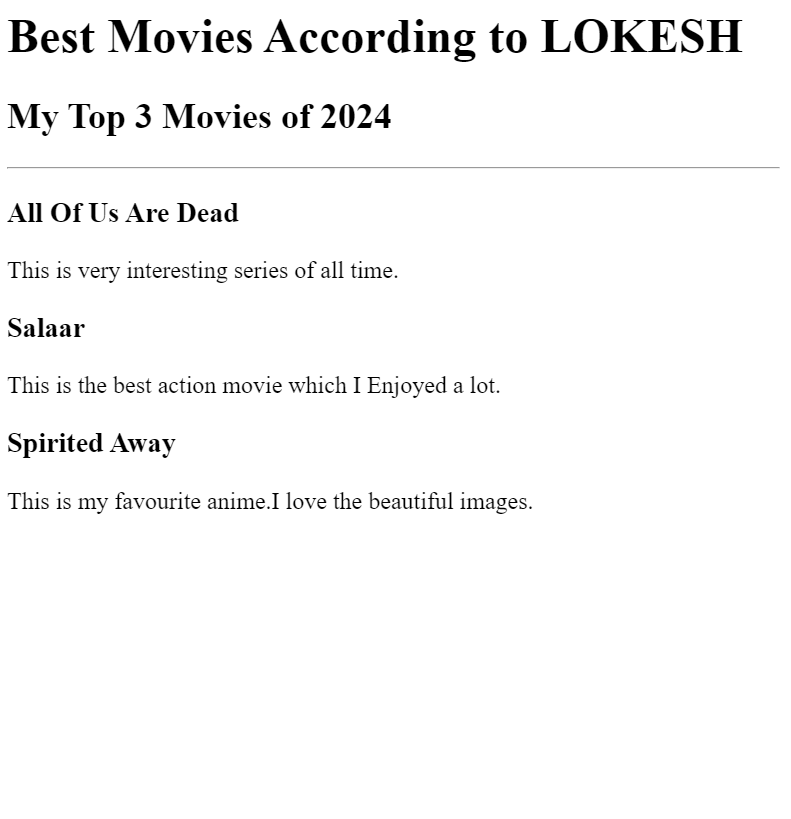 Best Movies According to LOKESH
My Top 3 Movies of 2024
All Of Us Are Dead
This is very interesting series of all time.
Salaar
This is the best action movie which I Enjoyed a lot.
Spirited Away
This is my favourite anime.I love the beautiful images.